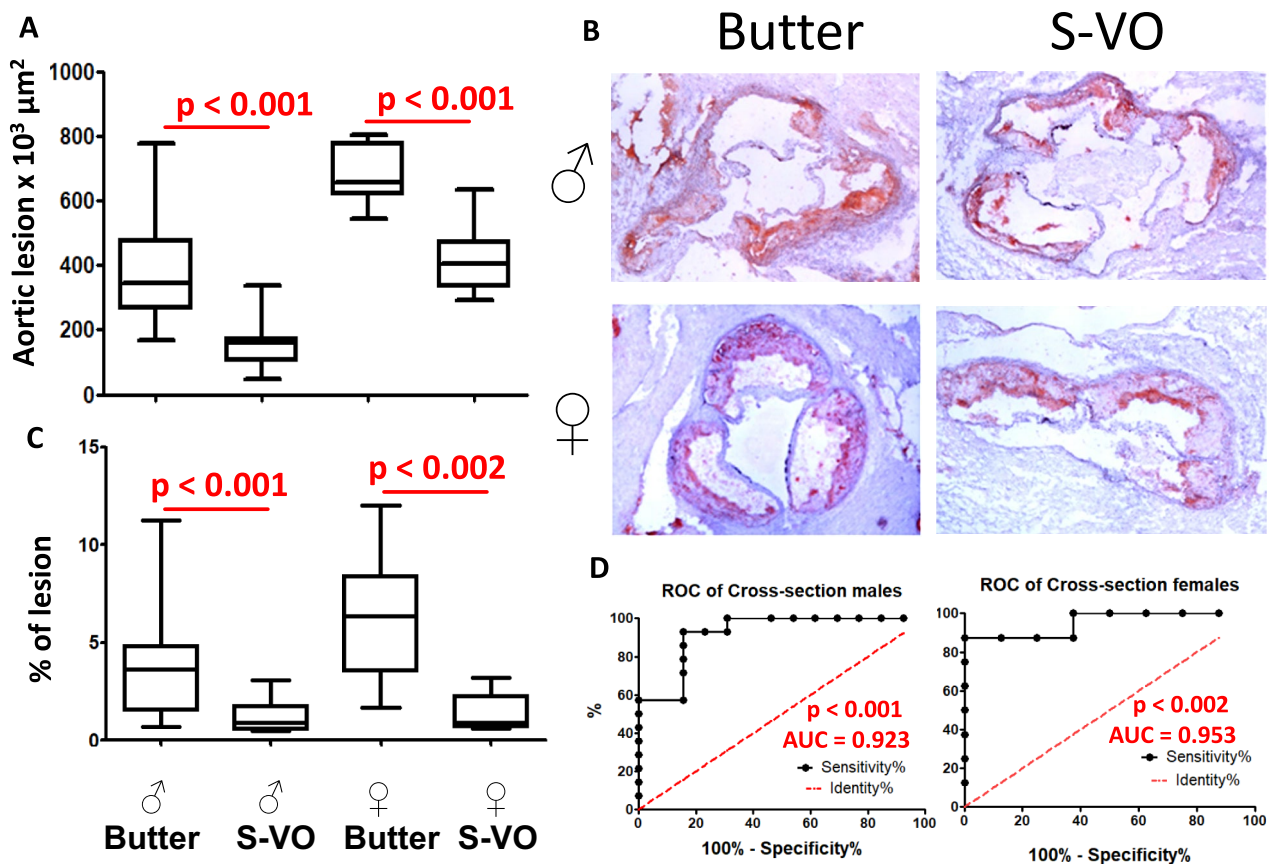 A
Aortic lesion x 10³ µm²
1000
800
600
400
200
0
p < 0.001
p < 0.001
B
Butter
S-VO
♂
♀
C
% of lesion
15
10
5
0
p < 0.001
p < 0.002
♂
♂
♀
♀
Butter
S-VO
Butter
S-VO
D
ROC of Cross-section males
%
100
80
60
40
20
0
p < 0.001
AUC = 0.923
Sensitivity%
Identity%
0 20 40 60 80 100
100% - Specificity%
ROC of Cross-section females
100
80
60
40
20
0
p < 0.002
AUC = 0.953
Sensitivity%
Identity%
0 20 40 60 80 100
100% - Specificity%